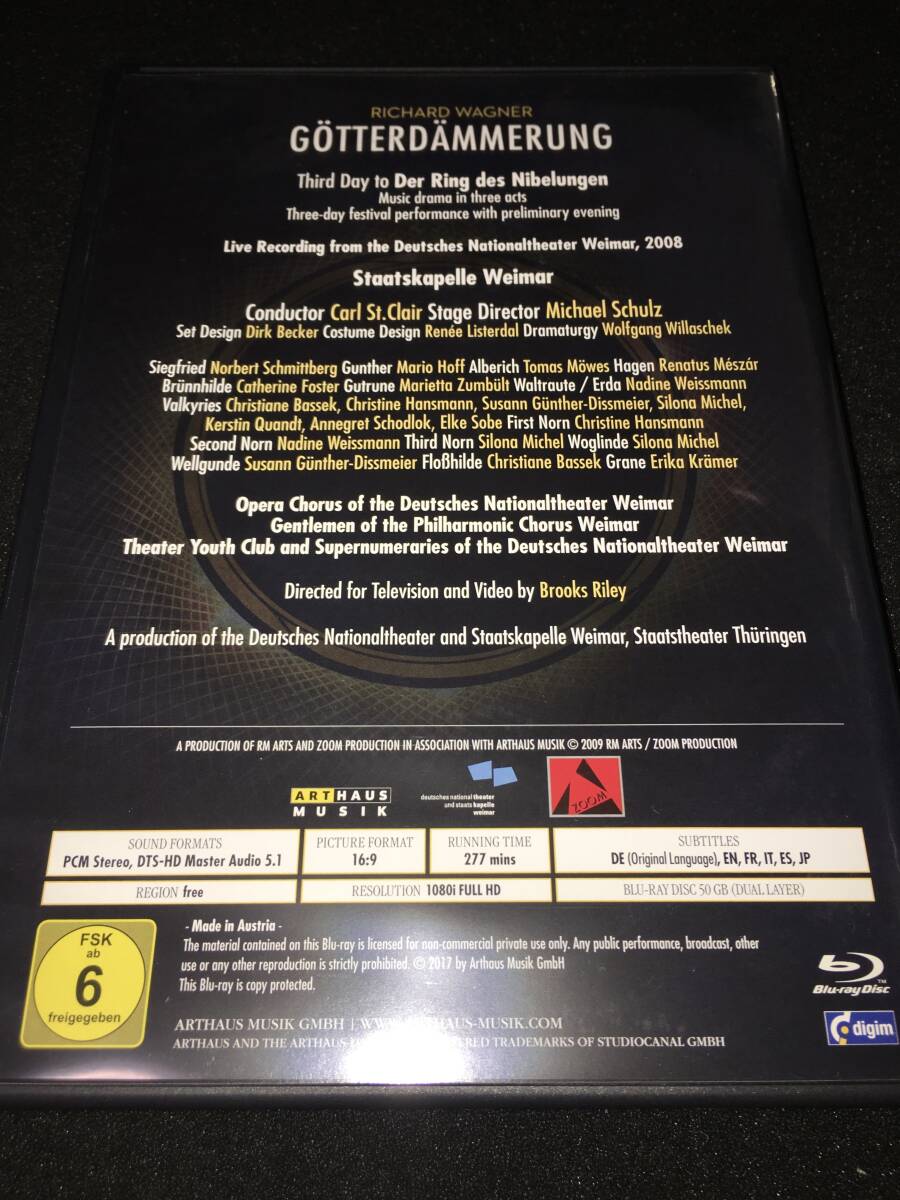 RICHARD WAGNER
GÖTTERDÄMMERUNG
Third Day to Der Ring des Nibelungen
Music drama in three acts
Three-day festival performance with preliminary evening
Live Recording from the Deutsches Nationaltheater Weimar, 2008
Staatskapelle Weimar
Conductor Carl St.Clair Stage Director Michael Schulz
Set Design Dirk Becker Costume Design Renée Listerdal Dramaturgy Wolfgang Willaschek
Siegfried Norbert Schmittberg Gunther Mario Hoff Alberich Tomas Möwes Hagen Renatus Mészár
Brünnhilde Catherine Foster Gutrune Marietta Zumbült Waltraute / Erda Nadine Weissmann
Valkyries Christiane Bassek, Christine Hansmann, Susann Günther-Dissmeier, Silona Michel,
Kerstin Quandt, Annegret Schodlok, Elke Sobe First Norn Christine Hansmann
Second Norn Nadine Weissmann Third Norn Silona Michel Woglinde Silona Michel
Wellgunde Susann Günther-Dissmeier Floßhilde Christiane Bassek Grane Erika Krämer
Opera Chorus of the Deutsches Nationaltheater Weimar
Gentlemen of the Philharmonic Chorus Weimar
Theater Youth Club and Supernumeraries of the Deutsches Nationaltheater Weimar
Directed for Television and Video by Brooks Riley
A production of the Deutsches Nationaltheater and Staatskapelle Weimar, Staatstheater Thüringen
A PRODUCTION OF RM ARTS AND ZOOM PRODUCTION IN ASSOCIATION WITH ARTHAUS MUSIK © 2009 RM ARTS / ZOOM PRODUCTION
ARTHAUS
MUSIK
deutsches nationaltheater
und staatskapelle
weimar
ZOOM
SOUND FORMATS
PCM Stereo, DTS-HD Master Audio 5.1
PICTURE FORMAT
16:9
RUNNING TIME
277 mins
SUBTITLES
DE (Original Language), EN, FR, IT, ES, JP
REGION free
RESOLUTION 1080i FULL HD
BLU-RAY DISC 50 GB (DUAL LAYER)
FSK
ab
6
freigegeben
- Made in Austria -
The material contained on this Blu-ray is licensed for non-commercial private use only. Any public performance, broadcast, other
use or any other reproduction is strictly prohibited. © 2017 by Arthaus Musik GmbH
This Blu-ray is copy protected.
Blu-ray Disc™
digim
ARTHAUS MUSIK GMBH | WWW.ARTHAUS-MUSIK.COM
ARTHAUS AND THE ARTHAUS TRADEMARKS OF STUDIOCANAL GMBH